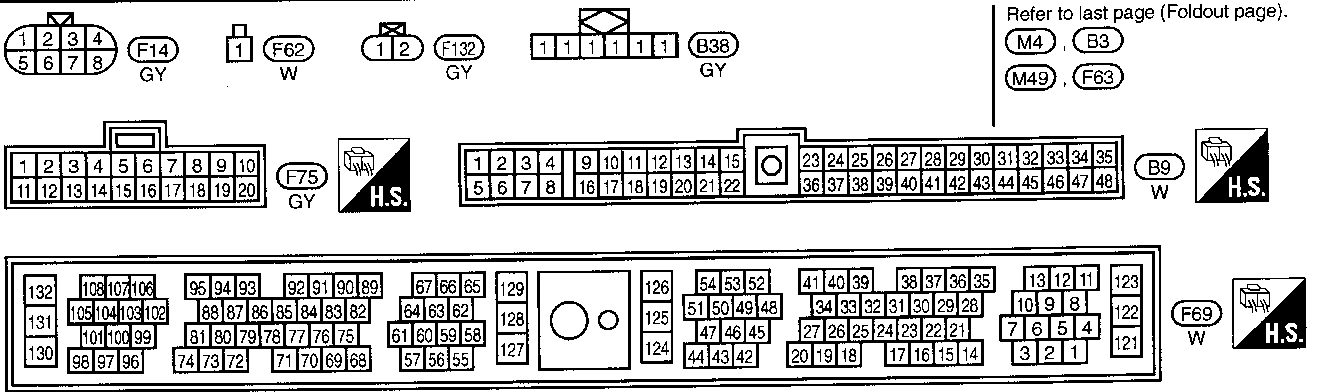 Refer to last page (Foldout page).
1 2 3 4 F14 1 F62 1 2 F132 1 1 1 1 1 1 B38 M4 , B3
5 6 7 8 GY W GY GY M49 , F63
1 2 3 4 5 6 7 8 9 10 F75 H.S.
11 12 13 14 15 16 17 18 19 20 GY
1 2 3 4 9 10 11 12 13 14 15 23 24 25 26 27 28 29 30 31 32 33 34 35 B9 H.S.
5 6 7 8 16 17 18 19 20 21 22 36 37 38 39 40 41 42 43 44 45 46 47 48 W
132 108 107 106 95 94 93 92 91 90 89 67 66 65 129 126 54 53 52 41 40 39 38 37 36 35 13 12 11 123
131 105 104 103 102 88 87 86 85 84 83 82 64 63 62 128 125 51 50 49 48 34 33 32 31 30 29 28 10 9 8 122 F69 H.S.
101 100 99 81 80 79 78 77 76 75 61 60 59 58 47 46 45 27 26 25 24 23 22 21 7 6 5 4 W
130 98 97 96 74 73 72 71 70 69 68 57 56 55 127 124 44 43 42 20 19 18 17 16 15 14 3 2 1 121